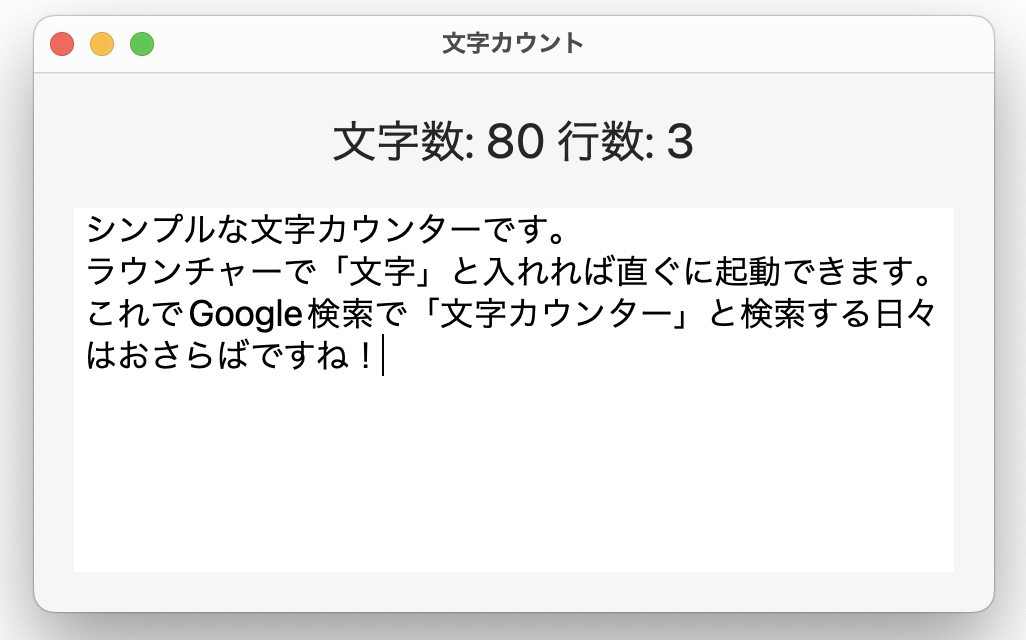 文字カウント
文字数: 80 行数: 3
シンプルな文字カウンターです。
ラウンチャーで「文字」と入れれば直ぐに起動できます。
これでGoogle検索で「文字カウンター」と検索する日々
はおさらばですね！